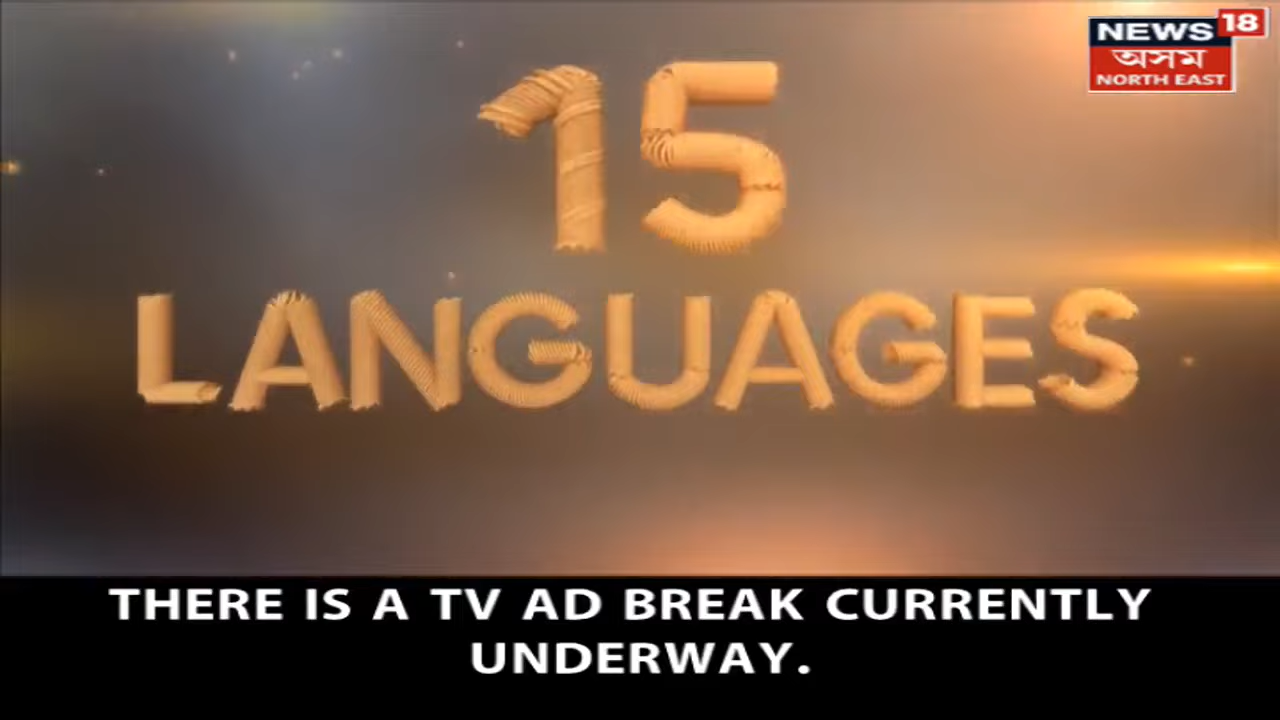 15
LANGUAGES
NEWS 18
অসম
NORTH EAST
THERE IS A TV AD BREAK CURRENTLY
UNDERWAY.